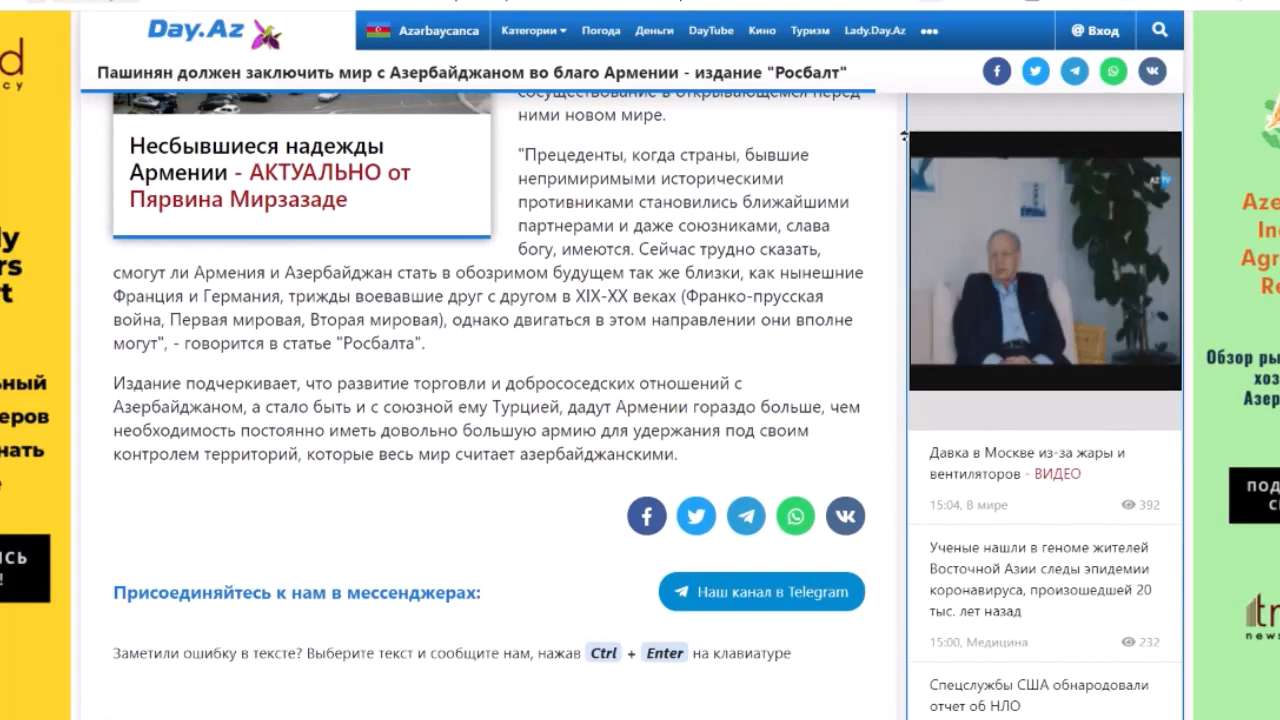 Day.Az
Azərbaycanca
Категории
Погода
Деньги
DayTube
Кино
Туризм
Lady.Day.Az
Вход
Пашинян должен заключить мир с Азербайджаном во благо Армении - издание "Росбалт"
сосуществование в открывающемся перед
ними новом мире.
Несбывшиеся надежды
Армении - АКТУАЛЬНО от
Пярвина Мирзазаде
"Прецеденты, когда страны, бывшие
непримиримыми историческими
противниками становились ближайшими
партнерами и даже союзниками, слава
богу, имеются. Сейчас трудно сказать,
смогут ли Армения и Азербайджан стать в обозримом будущем так же близки, как нынешние
Франция и Германия, трижды воевавшие друг с другом в XIX-XX веках (Франко-прусская
война, Первая мировая, Вторая мировая), однако двигаться в этом направлении они вполне
могут", - говорится в статье "Росбалта".
Издание подчеркивает, что развитие торговли и добрососедских отношений с
Азербайджаном, а стало быть и с союзной ему Турцией, дадут Армении гораздо больше, чем
необходимость постоянно иметь довольно большую армию для удержания под своим
контролем территорий, которые весь мир считает азербайджанскими.
Присоединяйтесь к нам в мессенджерах:
Наш канал в Telegram
Заметили ошибку в тексте? Выберите текст и сообщите нам, нажав Ctrl + Enter на клавиатуре
AZTV
Давка в Москве из-за жары и
вентиляторов - ВИДЕО
15:04, В мире 392
Ученые нашли в геноме жителей
Восточной Азии следы эпидемии
коронавируса, произошедшей 20
тыс. лет назад
15:00, Медицина 232
Спецслужбы США обнародовали
отчет об НЛО
Обзор